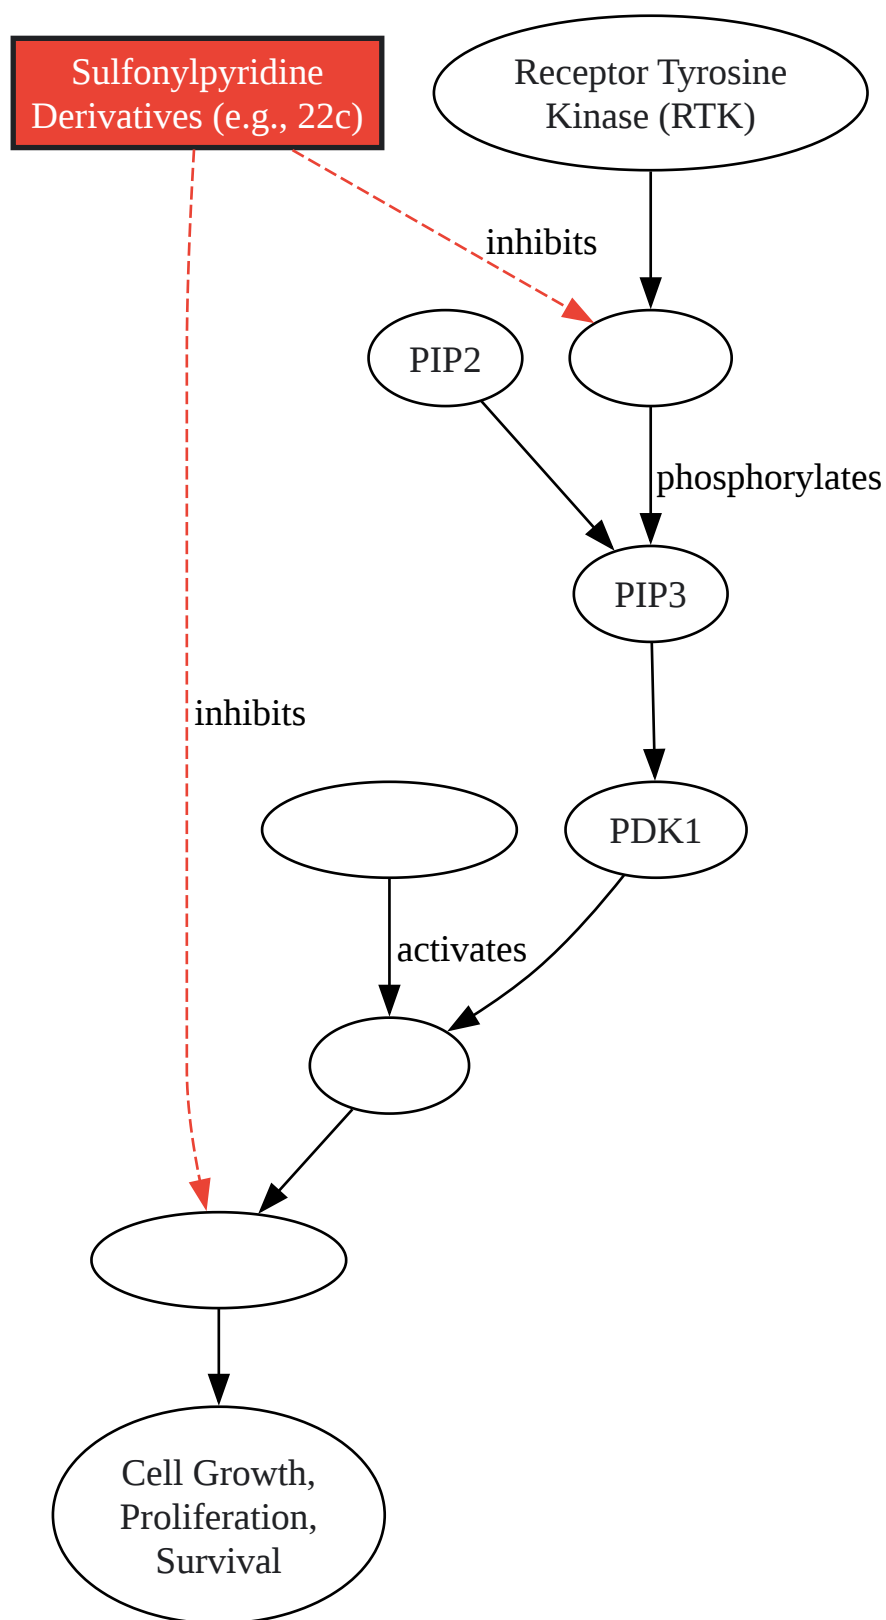 Sulfonylpyridine
Derivatives (e.g., 22c)
Receptor Tyrosine
Kinase (RTK)
inhibits
PIP2
phosphorylates
PIP3
inhibits
PDK1
activates
Cell Growth,
Proliferation,
Survival